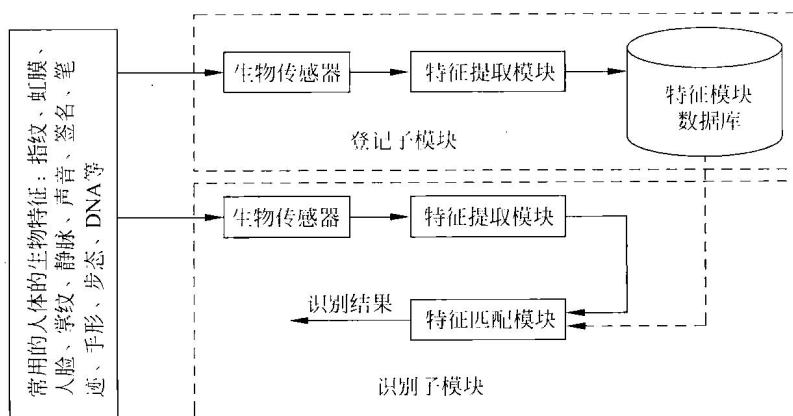 常用的人体的生物特征：指纹、虹膜、
人脸、掌纹、静脉、声音、签名、笔
迹、手形、步态、DNA等
生物传感器
特征提取模块
特征模块
数据库
登记子模块
生物传感器
特征提取模块
识别结果
特征匹配模块
识别子模块